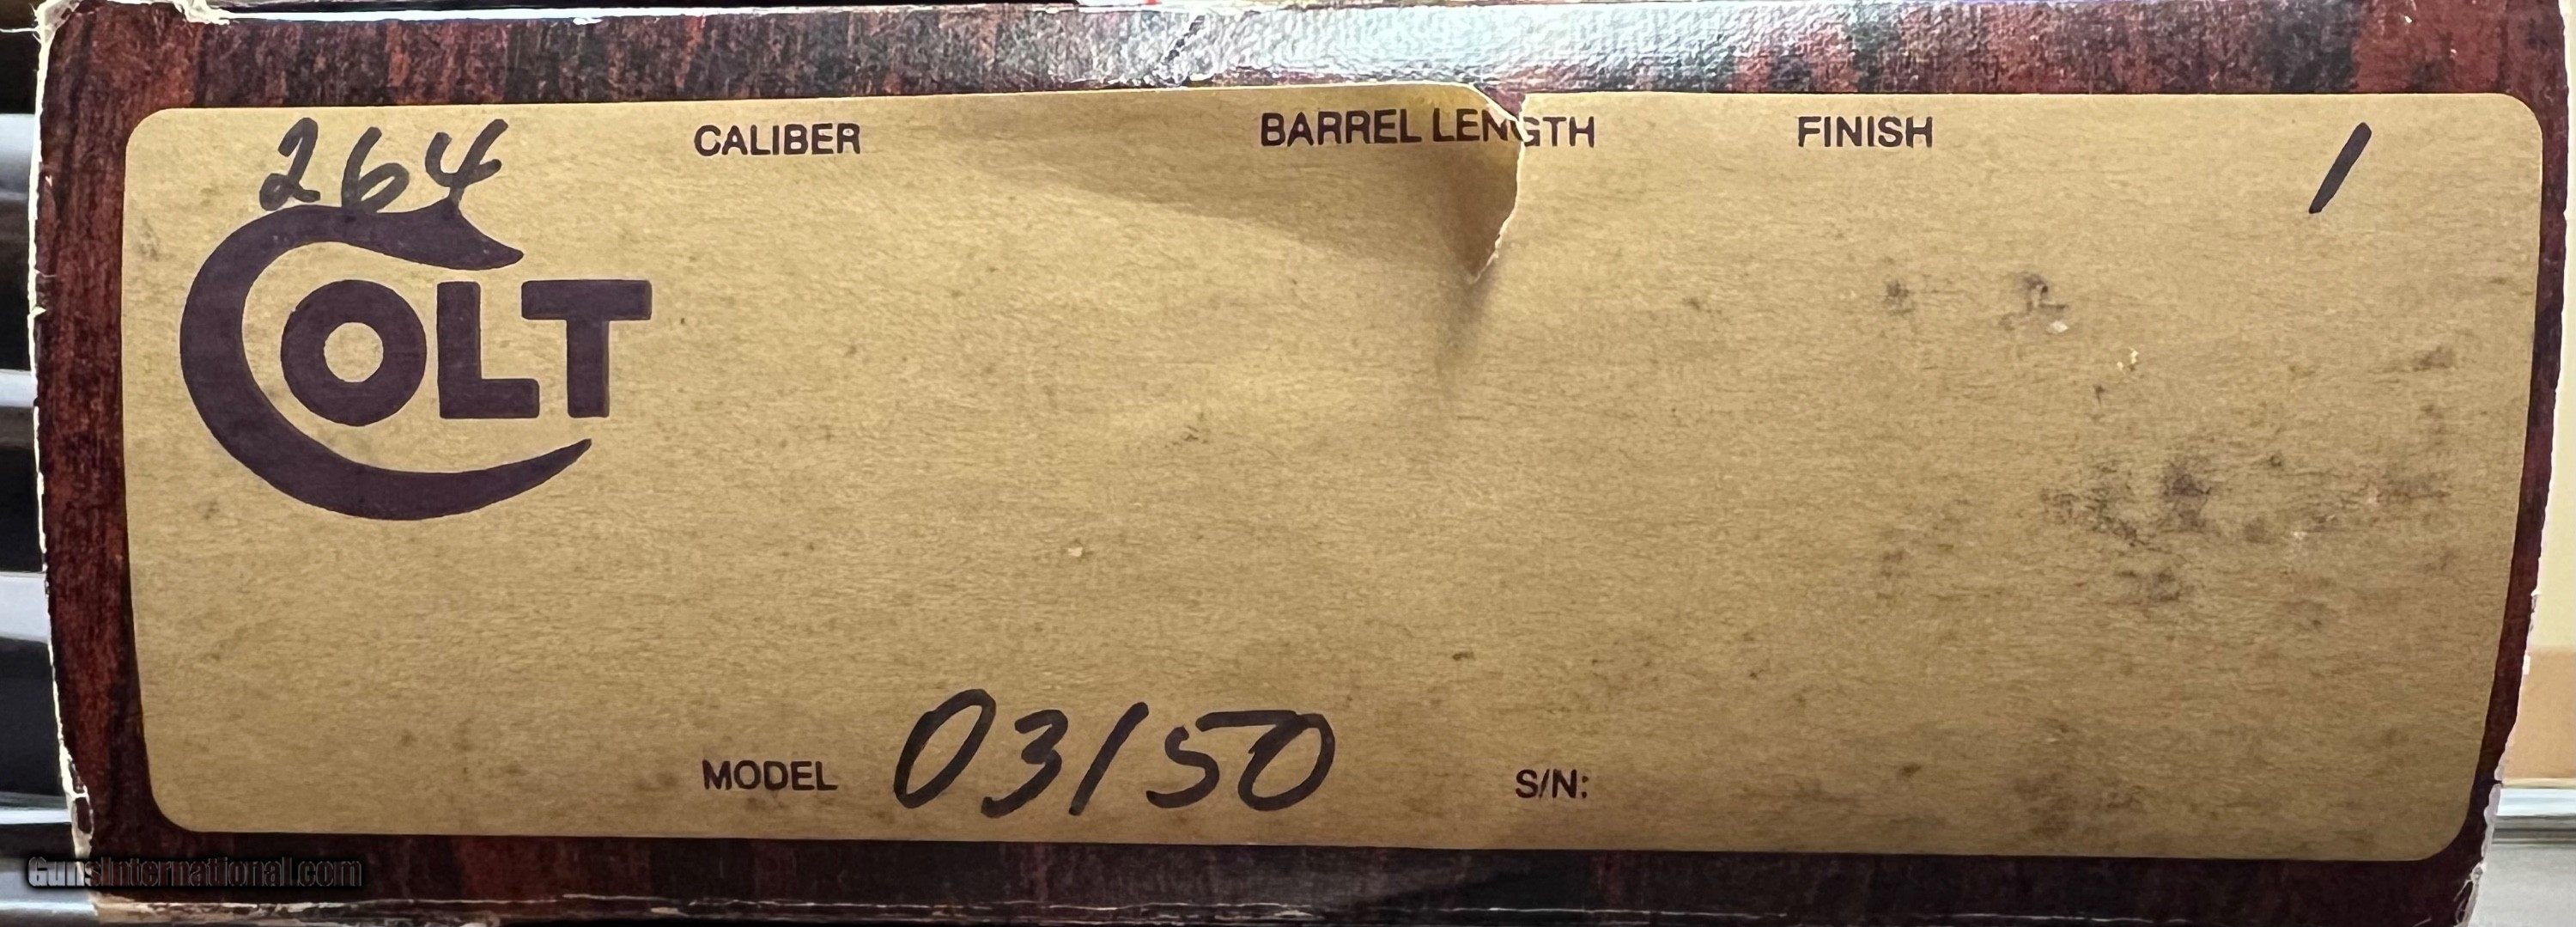 264 CALIBER BARREL LENGTH FINISH 1
COLT
MODEL 03150 S/N:
GunsInternational.com